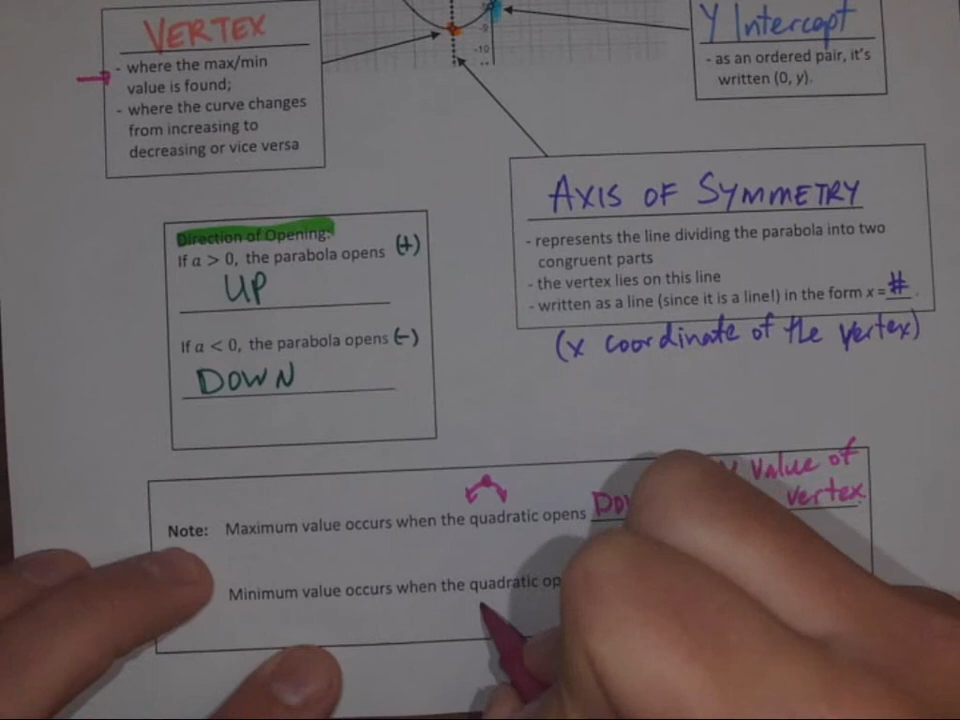 VERTEX
- where the max/min
value is found;
- where the curve changes
from increasing to
decreasing or vice versa
-10
Y Intercept
- as an ordered pair, it's
written (0, y).
AXIS OF SYMMETRY
- represents the line dividing the parabola into two
congruent parts
- the vertex lies on this line
- written as a line (since it is a line!) in the form x = # .
(x coordinate of the vertex)
Direction of Opening:
If a > 0, the parabola opens (+)
UP
If a < 0, the parabola opens (-)
DOWN
value of
vertex
Note: Maximum value occurs when the quadratic opens
Minimum value occurs when the quadratic